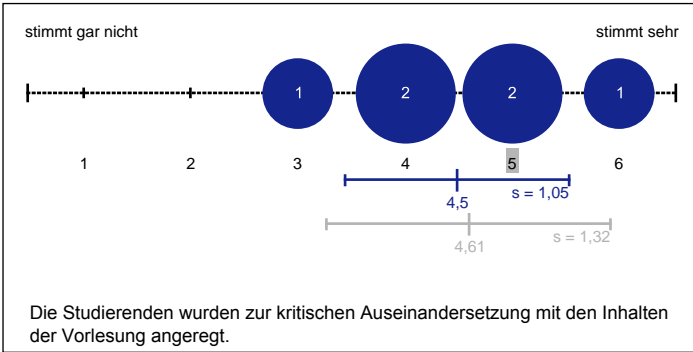 stimmt gar nicht stimmt sehr
1 2 2 1
1 2 3 4 5 6
s = 1,05
4,5
s = 1,32
4,61
Die Studierenden wurden zur kritischen Auseinandersetzung mit den Inhalten
der Vorlesung angeregt.